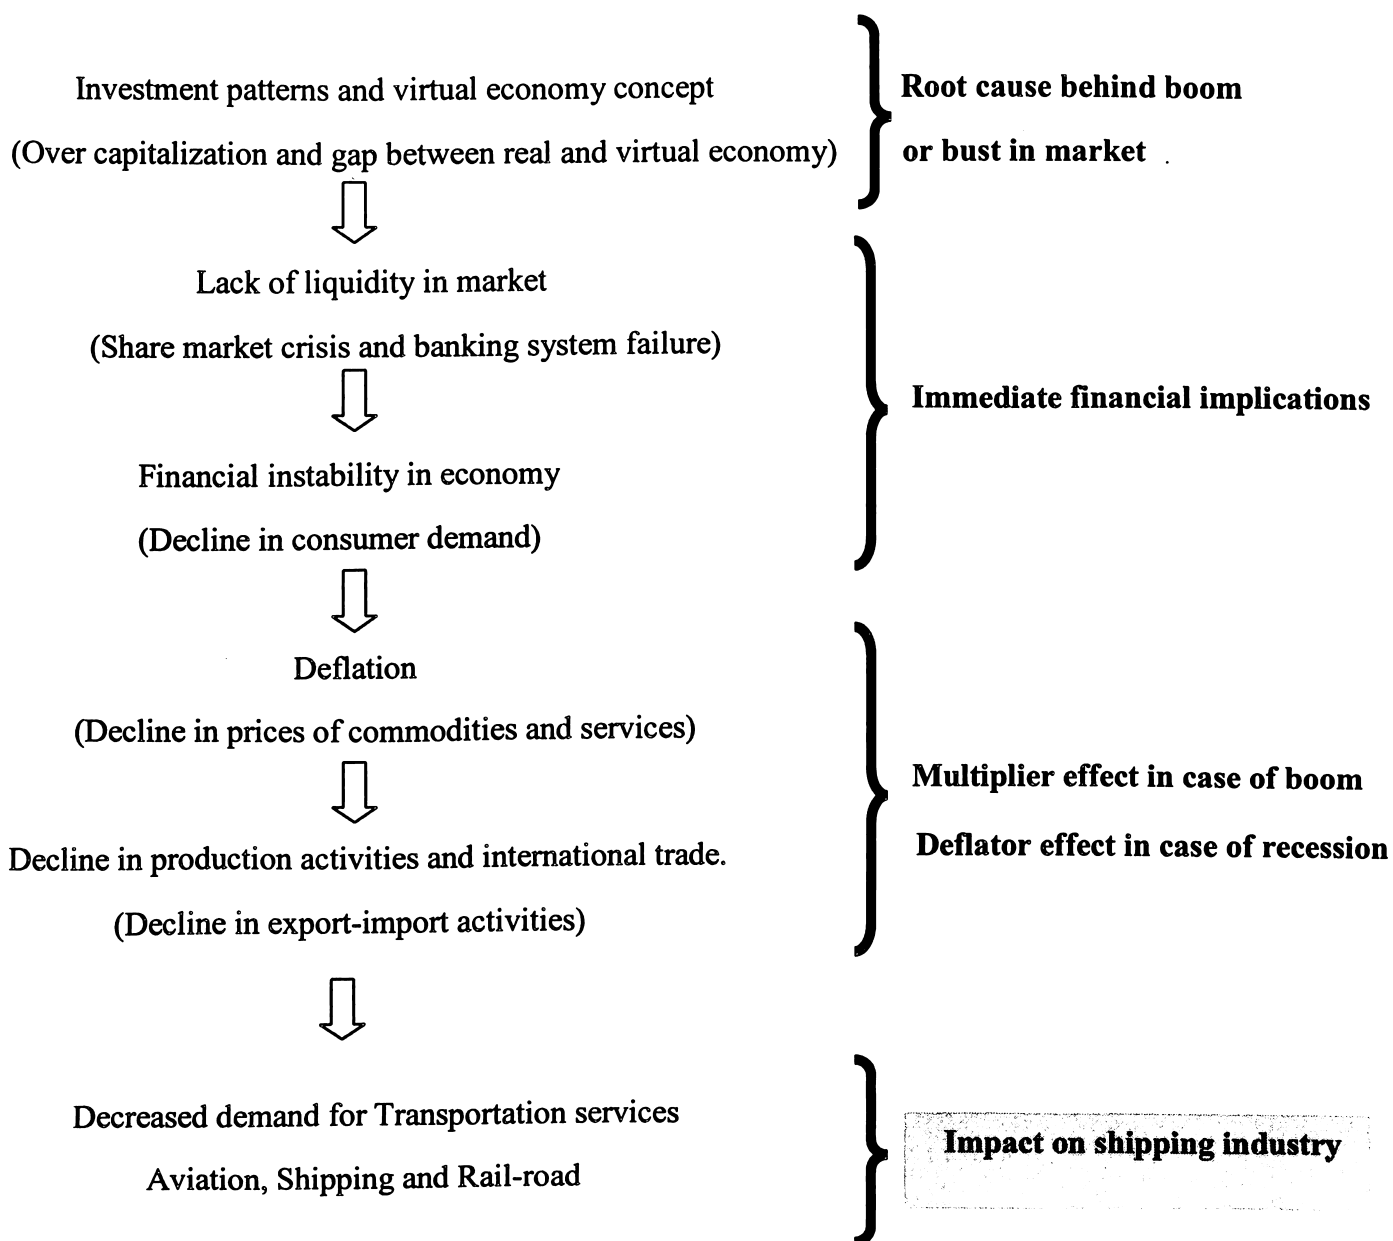 Investment patterns and virtual economy concept
(Over capitalization and gap between real and virtual economy)
Root cause behind boom
or bust in market
Lack of liquidity in market
(Share market crisis and banking system failure)
Financial instability in economy
(Decline in consumer demand)
Immediate financial implications
Deflation
(Decline in prices of commodities and services)
Decline in production activities and international trade.
(Decline in export-import activities)
Multiplier effect in case of boom
Deflator effect in case of recession
Decreased demand for Transportation services
Aviation, Shipping and Rail-road
Impact on shipping industry